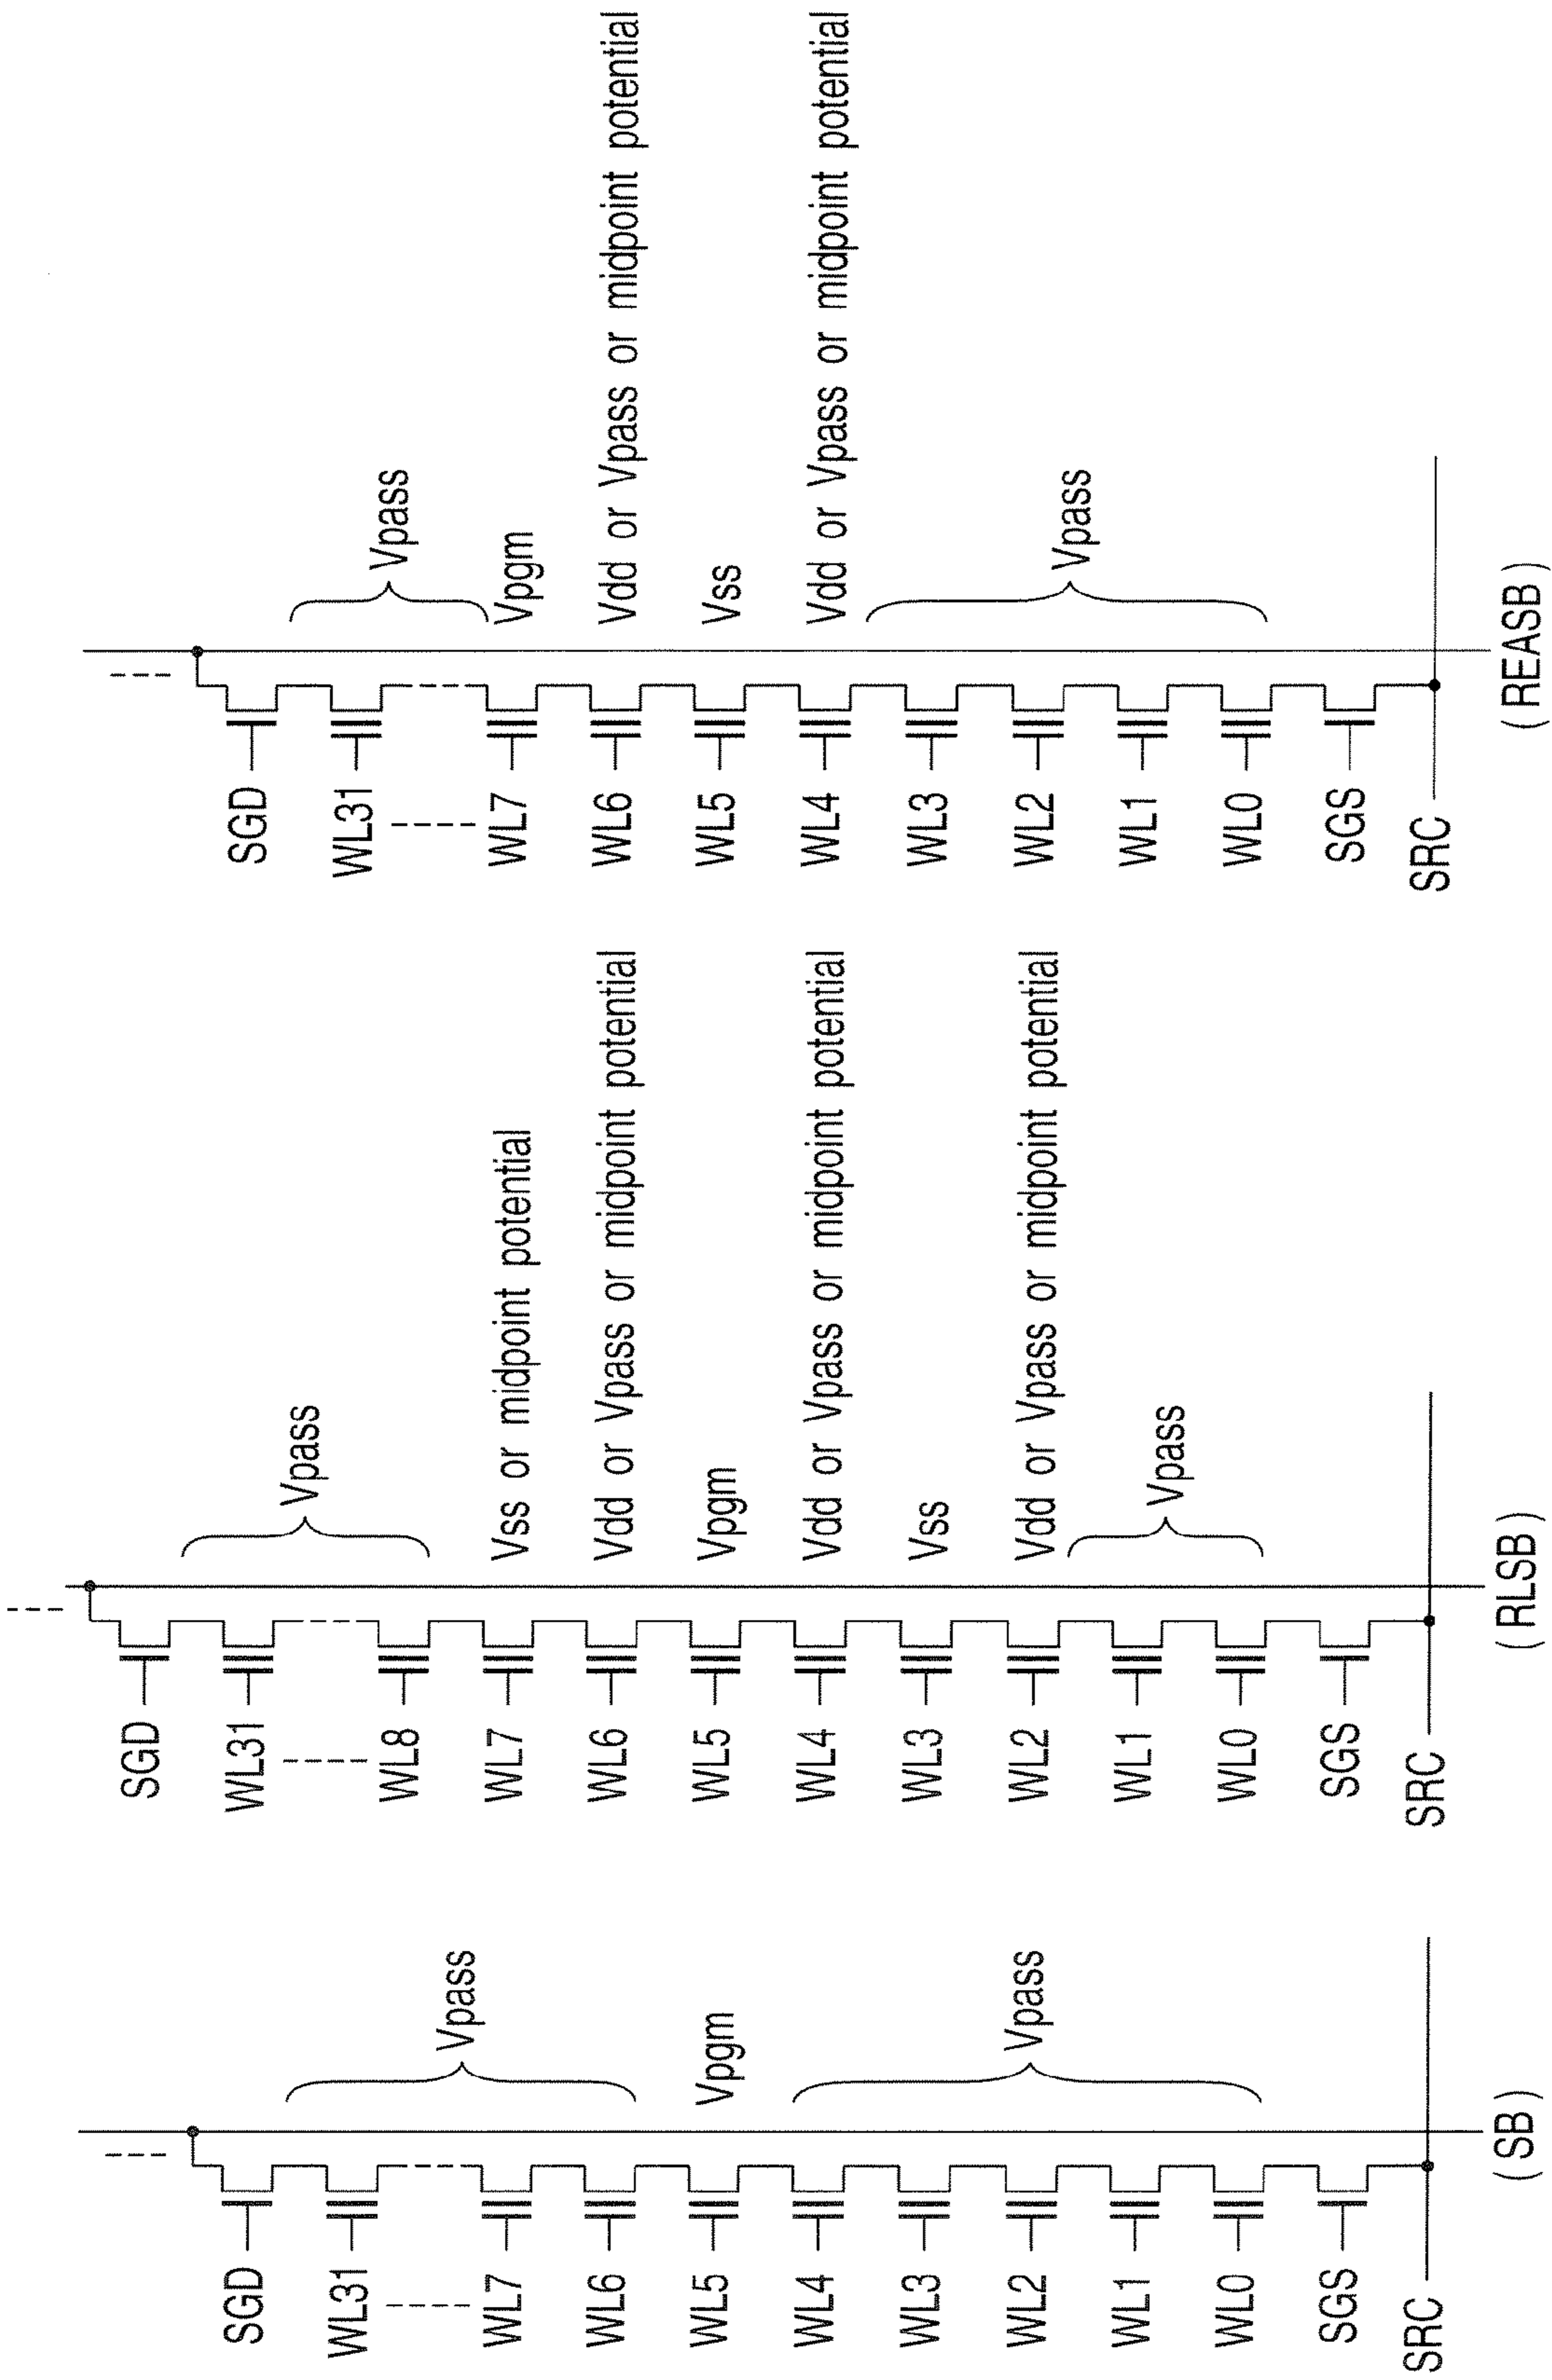 SGD
WL31
Vpass
WL7
WL6
WL5
Vpgm
WL4
WL3
WL2
Vpass
WL1
WL0
SGS
SRC
(SB)
SGD
WL31
Vpass
WL8
WL7
Vss or midpoint potential
WL6
Vdd or Vpass or midpoint potential
WL5
Vpgm
WL4
Vdd or Vpass or midpoint potential
WL3
Vss
WL2
Vdd or Vpass or midpoint potential
WL1
Vpass
WL0
SGS
SRC
(RLSB)
SGD
WL31
Vpass
WL7
Vpgm
WL6
Vdd or Vpass or midpoint potential
WL5
Vss
WL4
Vdd or Vpass or midpoint potential
WL3
WL2
Vpass
WL1
WL0
SGS
SRC
(REASB)